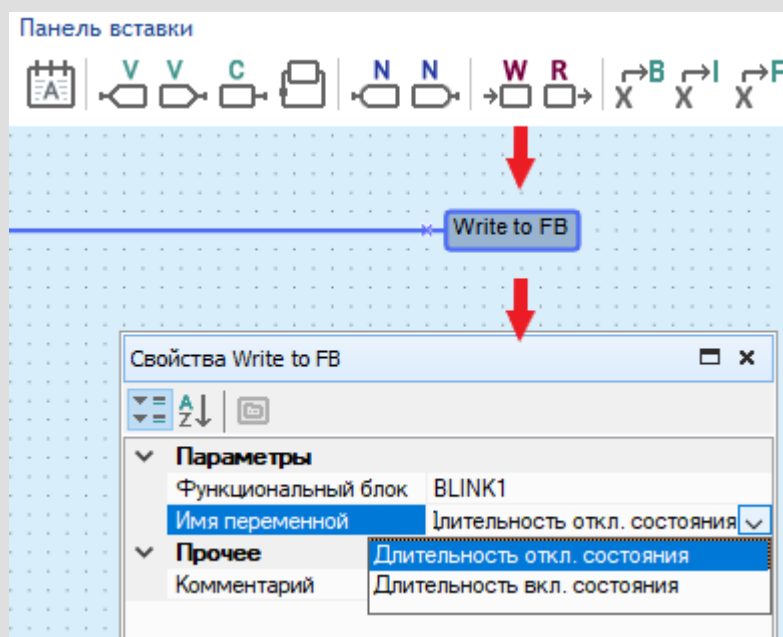 Панель вставки
A V V C N N W R B I F
X X X
Write to FB
Свойства Write to FB
A
Z
Параметры
Функциональный блок BLINK1
Имя переменной длительность откл. состояния
Прочее Длительность откл. состояния
Комментарий Длительность вкл. состояния